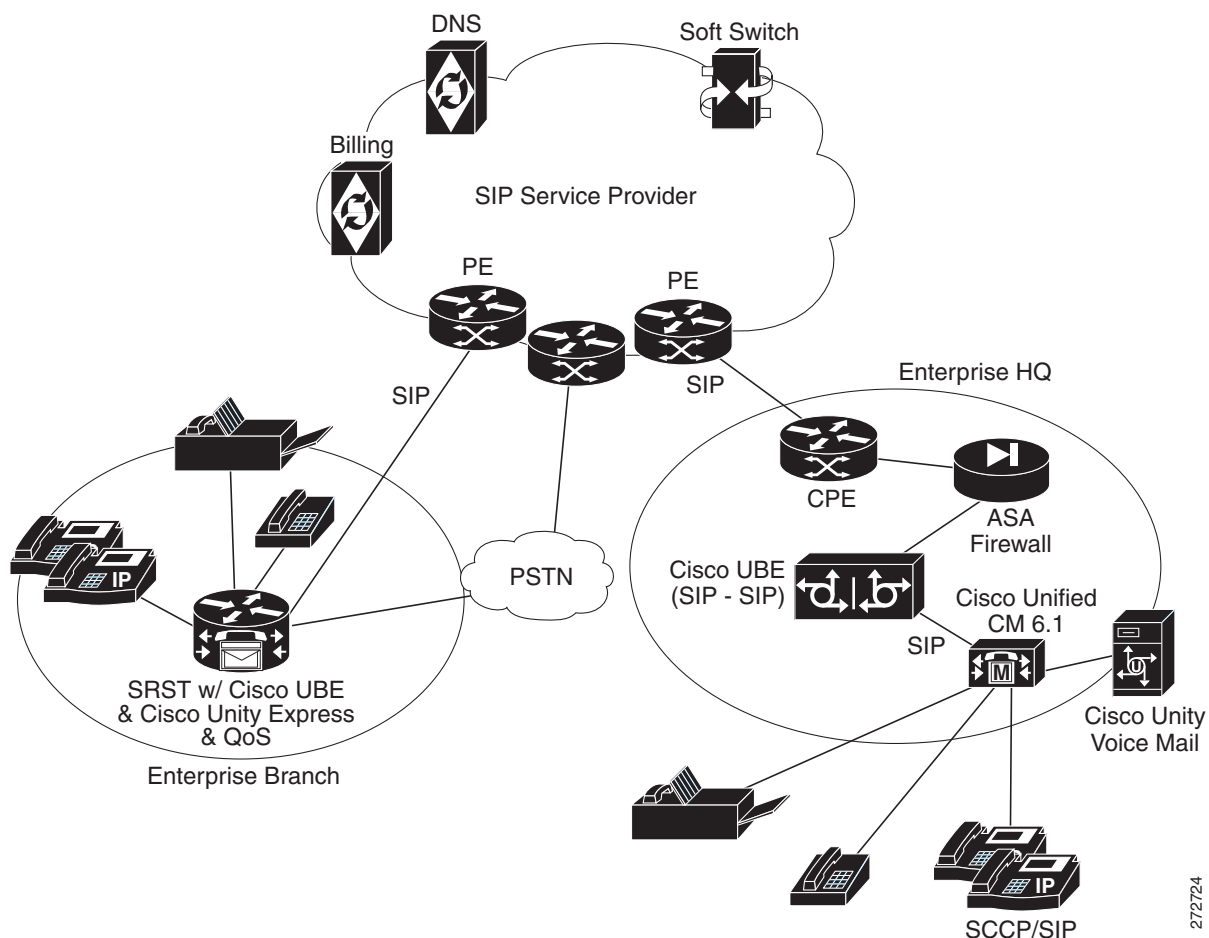 DNS
Soft Switch
Billing
SIP Service Provider
PE
PE
SIP
SIP
Enterprise HQ
CPE
ASA
Firewall
IP
PSTN
Cisco UBE
(SIP - SIP)
Cisco Unified
CM 6.1
SIP
M
U
SRST w/ Cisco UBE
& Cisco Unity Express
& QoS
Cisco Unity
Voice Mail
Enterprise Branch
IP
SCCP/SIP
272724